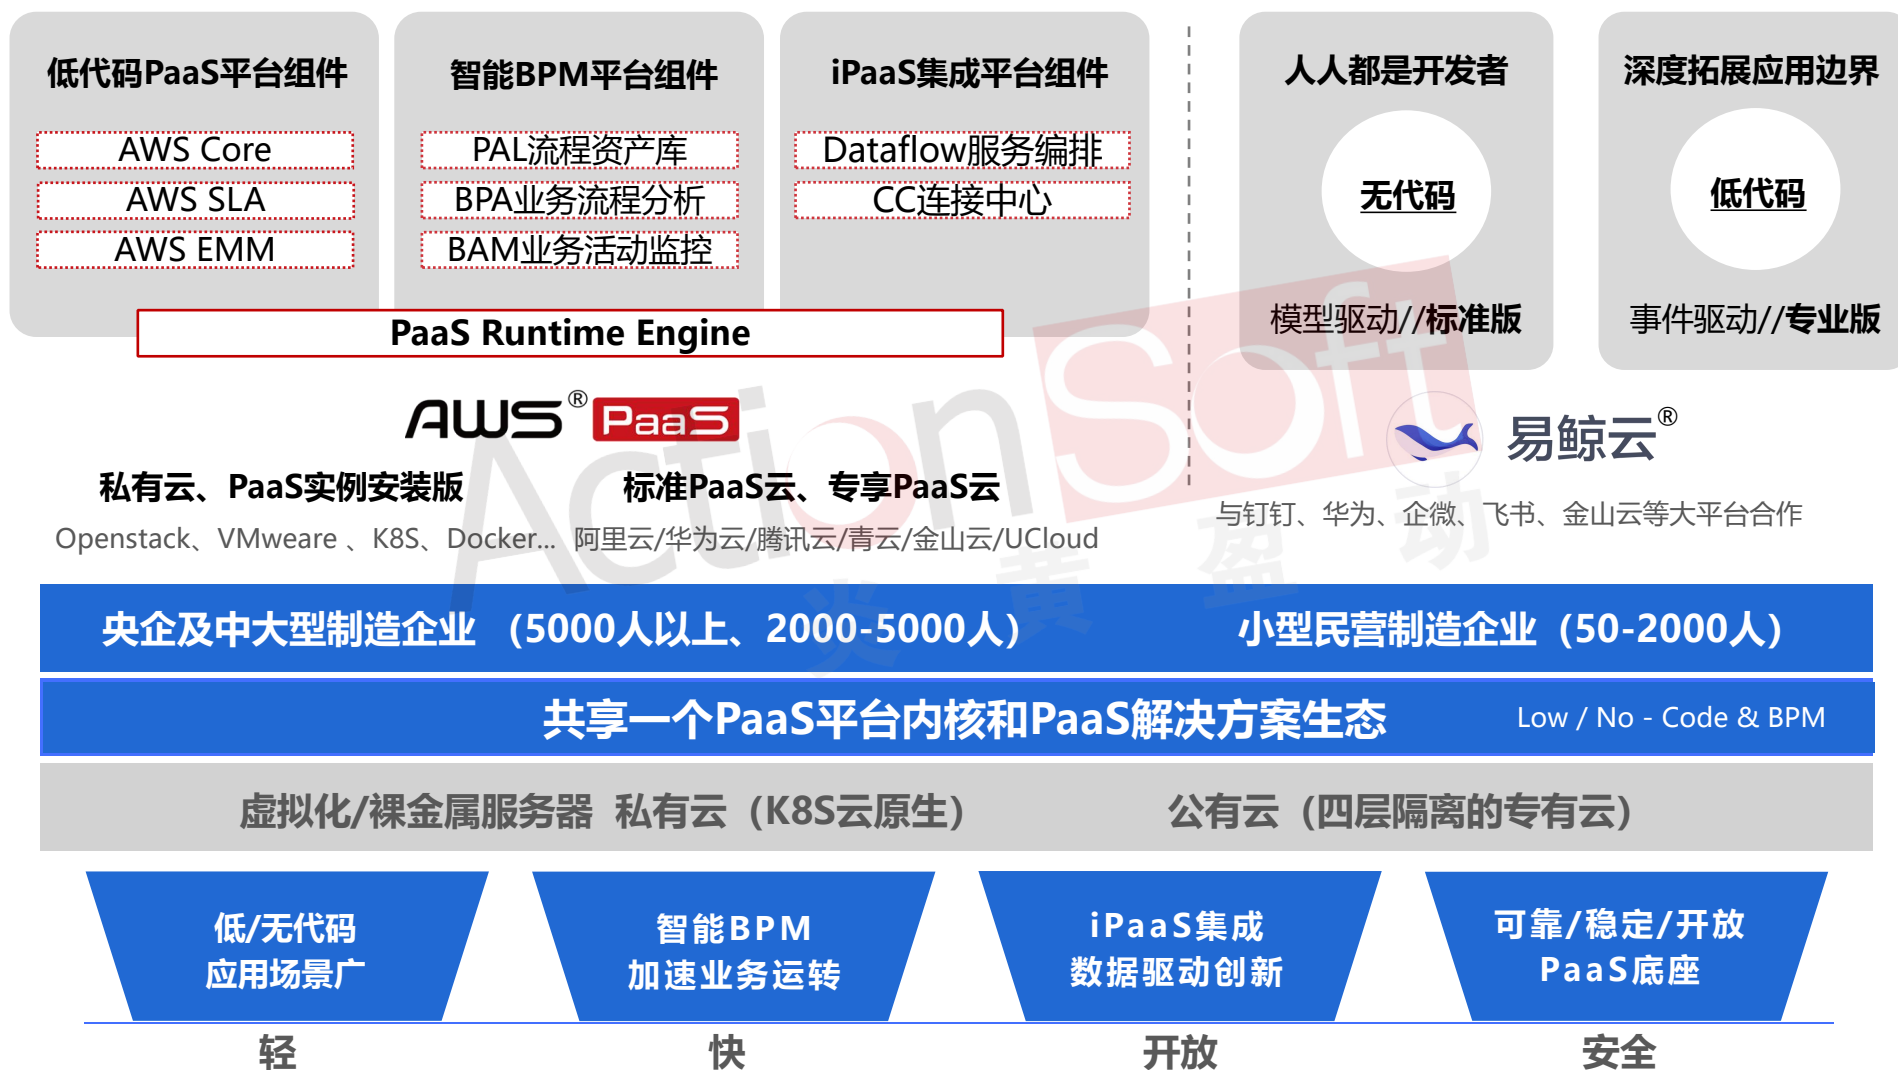 低代码PaaS平台组件
AWS Core
AWS SLA
AWS EMM
智能BPM平台组件
PAL流程资产库
BPA业务流程分析
BAM业务活动监控
iPaaS集成平台组件
Dataflow服务编排
CC连接中心
PaaS Runtime Engine
AWS® PaaS
私有云、PaaS实例安装版
Openstack、VMweare 、K8S、Docker...
标准PaaS云、专享PaaS云
阿里云/华为云/腾讯云/青云/金山云/UCloud
人人都是开发者
无代码
模型驱动//标准版
深度拓展应用边界
低代码
事件驱动//专业版
易鲸云®
与钉钉、华为、企微、飞书、金山云等大平台合作
ActionSoft
炎黄盈动
央企及中大型制造企业 （5000人以上、2000-5000人）
小型民营制造企业（50-2000人）
共享一个PaaS平台内核和PaaS解决方案生态
Low / No - Code & BPM
虚拟化/裸金属服务器 私有云（K8S云原生）
公有云（四层隔离的专有云）
低/无代码
应用场景广
智能BPM
加速业务运转
iPaaS集成
数据驱动创新
可靠/稳定/开放
PaaS底座
轻
快
开放
安全